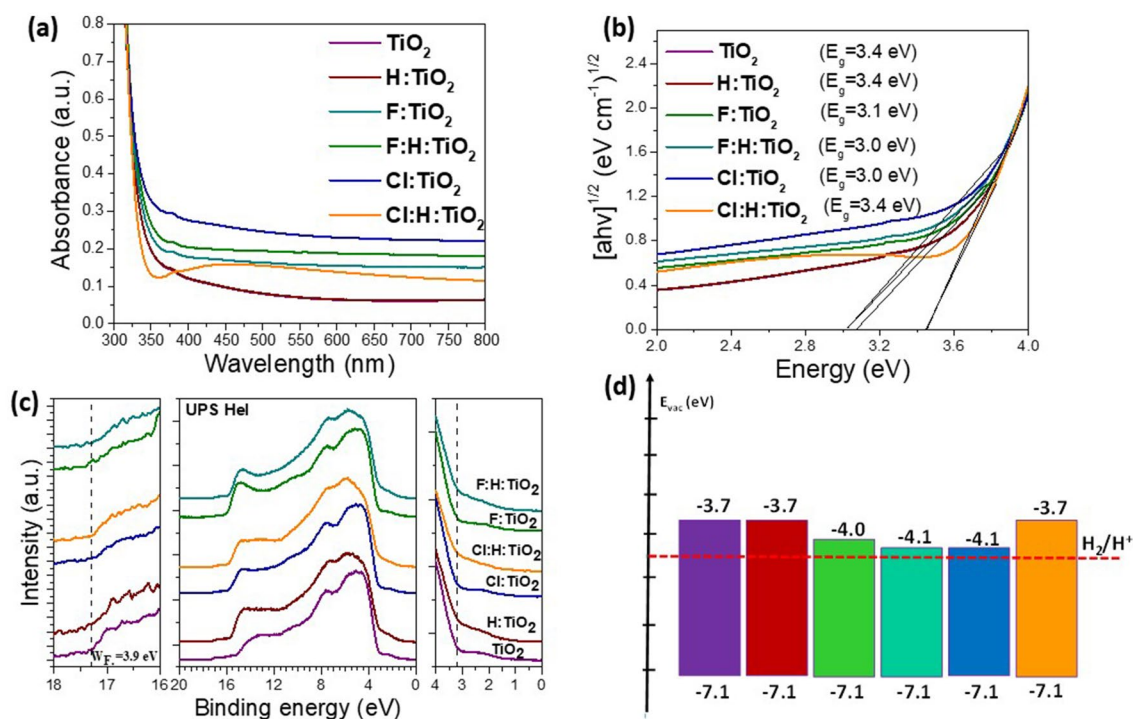 (a)
0.8
0.7
0.6
0.5
0.4
0.3
0.2
0.1
0.0
Absorbance (a.u.)
TiO2
H:TiO2
F:TiO2
F:H:TiO2
Cl:TiO2
Cl:H:TiO2
300 350 400 450 500 550 600 650 700 750 800
Wavelength (nm)
(b)
2.4
1.8
1.2
0.6
0.0
[ahv]1/2 (eV cm-1)1/2
TiO2 (Eg=3.4 eV)
H:TiO2 (Eg=3.4 eV)
F:TiO2 (Eg=3.1 eV)
F:H:TiO2 (Eg=3.0 eV)
Cl:TiO2 (Eg=3.0 eV)
Cl:H:TiO2 (Eg=3.4 eV)
2.0 2.4 2.8 3.2 3.6 4.0
Energy (eV)
(c)
UPS HeI
Intensity (a.u.)
F:H:TiO2
F:TiO2
Cl:H:TiO2
Cl:TiO2
H:TiO2
TiO2
WF.=3.9 eV
18 17 16
20 16 12 8 4 0
4 3 2 1 0
Binding energy (eV)
(d)
Evac (eV)
-3.7 -3.7 -4.0 -4.1 -4.1 -3.7
H2/H+
-7.1 -7.1 -7.1 -7.1 -7.1 -7.1